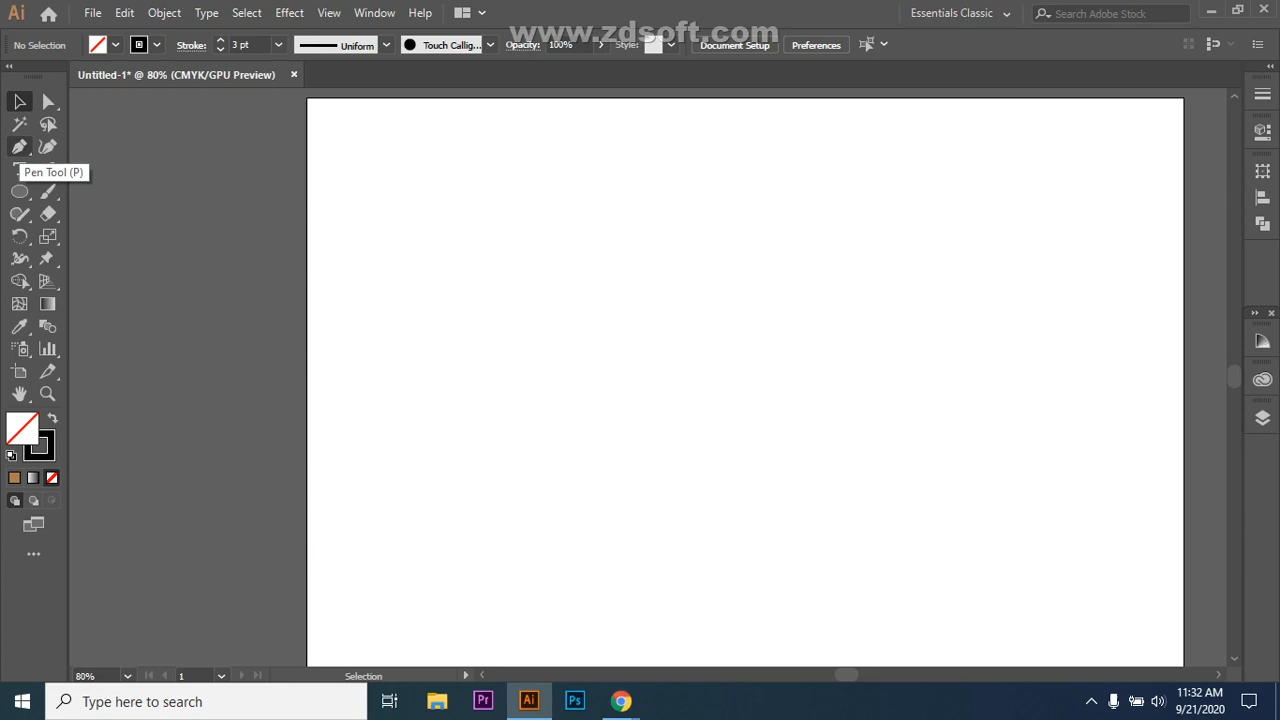 Ai File Edit Object Type Select Effect View Window Help Essentials Classic Search Adobe Stock
www.zdsoft.com
No Selection Stroke: 3 pt Uniform Touch Callig... Opacity: 100% Style: Document Setup Preferences
Untitled-1* @ 80% (CMYK/GPU Preview) ×
Pen Tool (P)
80% 1 Selection
Type here to search Pr Ai Ps 11:32 AM
9/21/2020